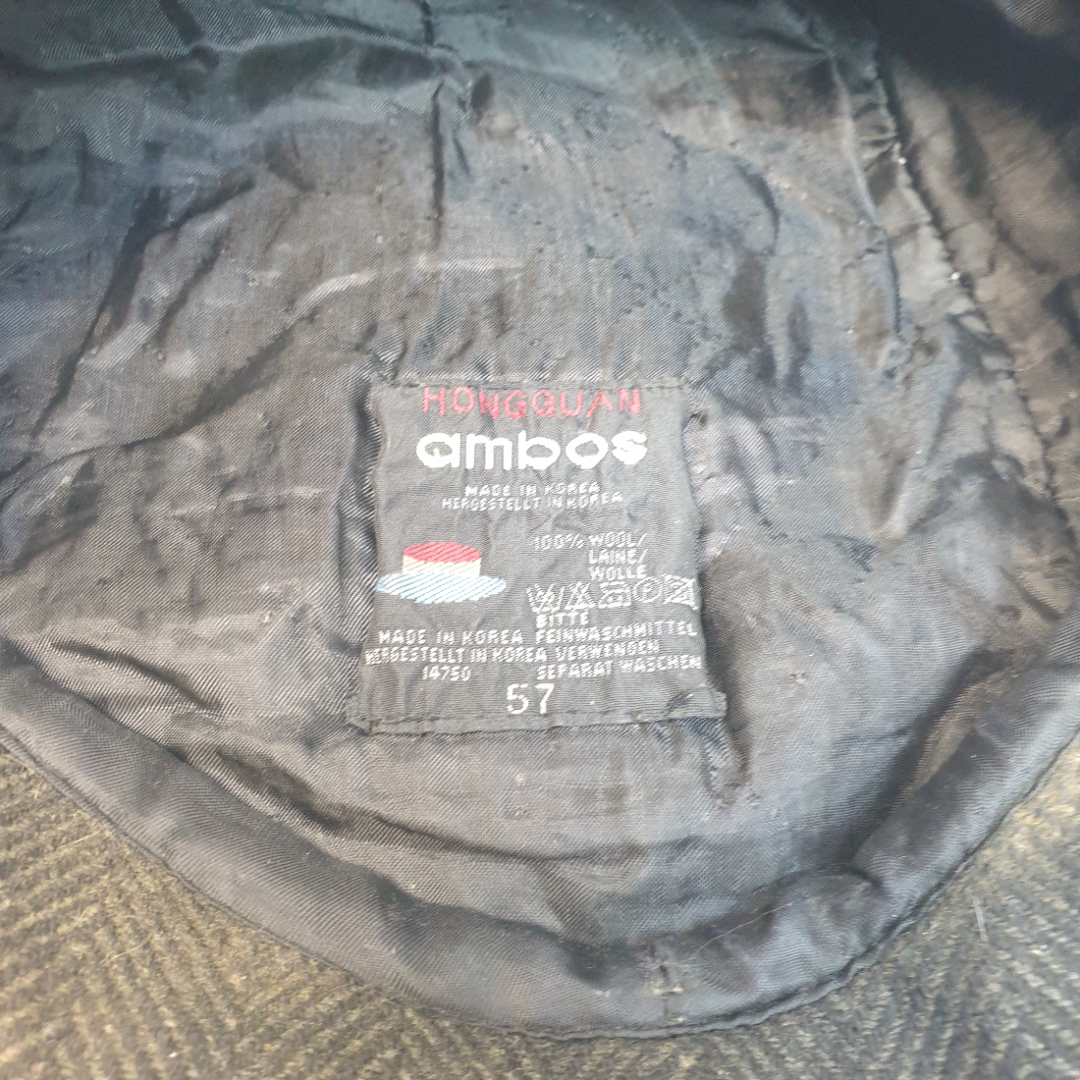 HONGGUAN
ambos
MADE IN KOREA
HERGESTELLT IN KOREA
100% WOOL/
LAINE/
WOLLE
BITTE
MADE IN KOREA FEINWASCHMITTEL
HERGESTELLT IN KOREA VERWENDEN
14750 SEPARAT WASCHEN
57